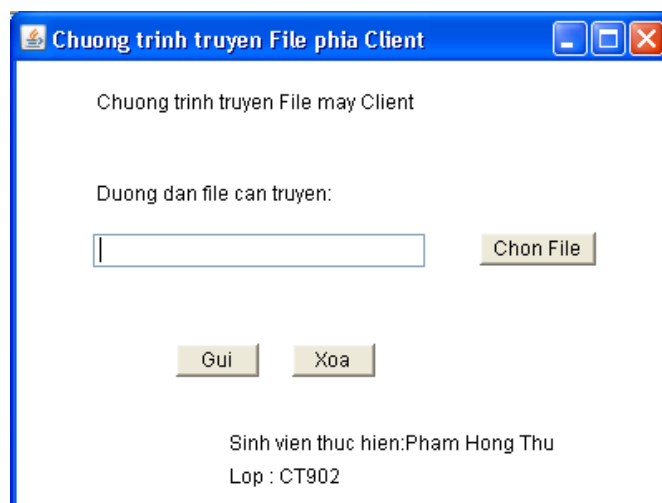 Chuong trinh truyen File phia Client
Chuong trinh truyen File may Client
Duong dan file can truyen:
Chon File
Gui Xoa
Sinh vien thuc hien:Pham Hong Thu
Lop : CT902